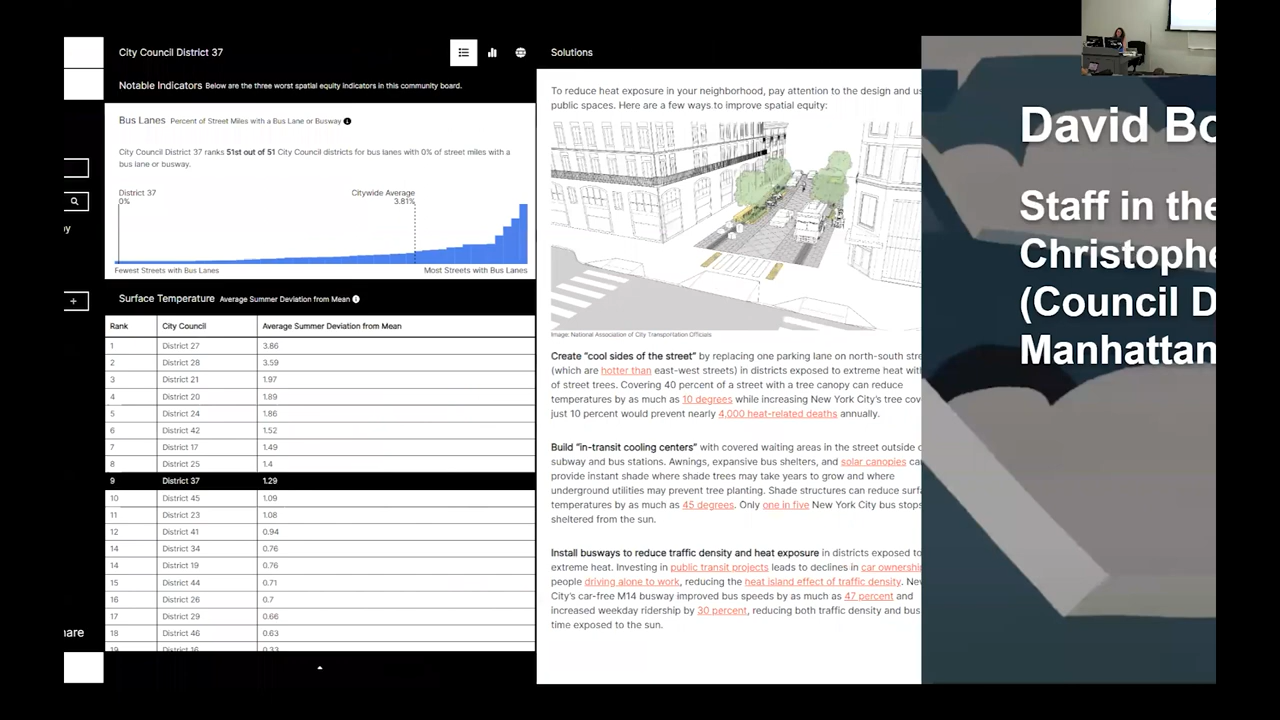 City Council District 37
Notable Indicators Below are the three worst spatial equity indicators in this community board.
Bus Lanes Percent of Street Miles with a Bus Lane or Busway
City Council District 37 ranks 51st out of 51 City Council districts for bus lanes with 0% of street miles with a
bus lane or busway.
District 37
0%
Citywide Average
3.81%
Fewest Streets with Bus Lanes
Most Streets with Bus Lanes
Surface Temperature Average Summer Deviation from Mean
Rank City Council Average Summer Deviation from Mean
1 District 27 3.86
2 District 28 3.59
3 District 21 1.97
4 District 20 1.89
5 District 24 1.86
6 District 42 1.52
7 District 17 1.49
8 District 25 1.4
9 District 37 1.29
10 District 45 1.09
11 District 23 1.08
12 District 41 0.94
14 District 34 0.76
14 District 19 0.76
15 District 44 0.71
16 District 26 0.7
17 District 29 0.66
18 District 46 0.63
19 District 16 0.33
Solutions
To reduce heat exposure in your neighborhood, pay attention to the design and us
public spaces. Here are a few ways to improve spatial equity:
Image: National Association of City Transportation Officials
Create "cool sides of the street" by replacing one parking lane on north-south stre
(which are hotter than east-west streets) in districts exposed to extreme heat with
of street trees. Covering 40 percent of a street with a tree canopy can reduce
temperatures by as much as 10 degrees while increasing New York City's tree cov
just 10 percent would prevent nearly 4,000 heat-related deaths annually.
Build "in-transit cooling centers" with covered waiting areas in the street outside o
subway and bus stations. Awnings, expansive bus shelters, and solar canopies ca
provide instant shade where shade trees may take years to grow and where
underground utilities may prevent tree planting. Shade structures can reduce surfa
temperatures by as much as 45 degrees. Only one in five New York City bus stops
sheltered from the sun.
Install busways to reduce traffic density and heat exposure in districts exposed to
extreme heat. Investing in public transit projects leads to declines in car ownership
people driving alone to work, reducing the heat island effect of traffic density. Nev
City's car-free M14 busway improved bus speeds by as much as 47 percent and
increased weekday ridership by 30 percent, reducing both traffic density and bus
time exposed to the sun.
David Bo
Staff in the
Christophe
(Council D
Manhattan
hare